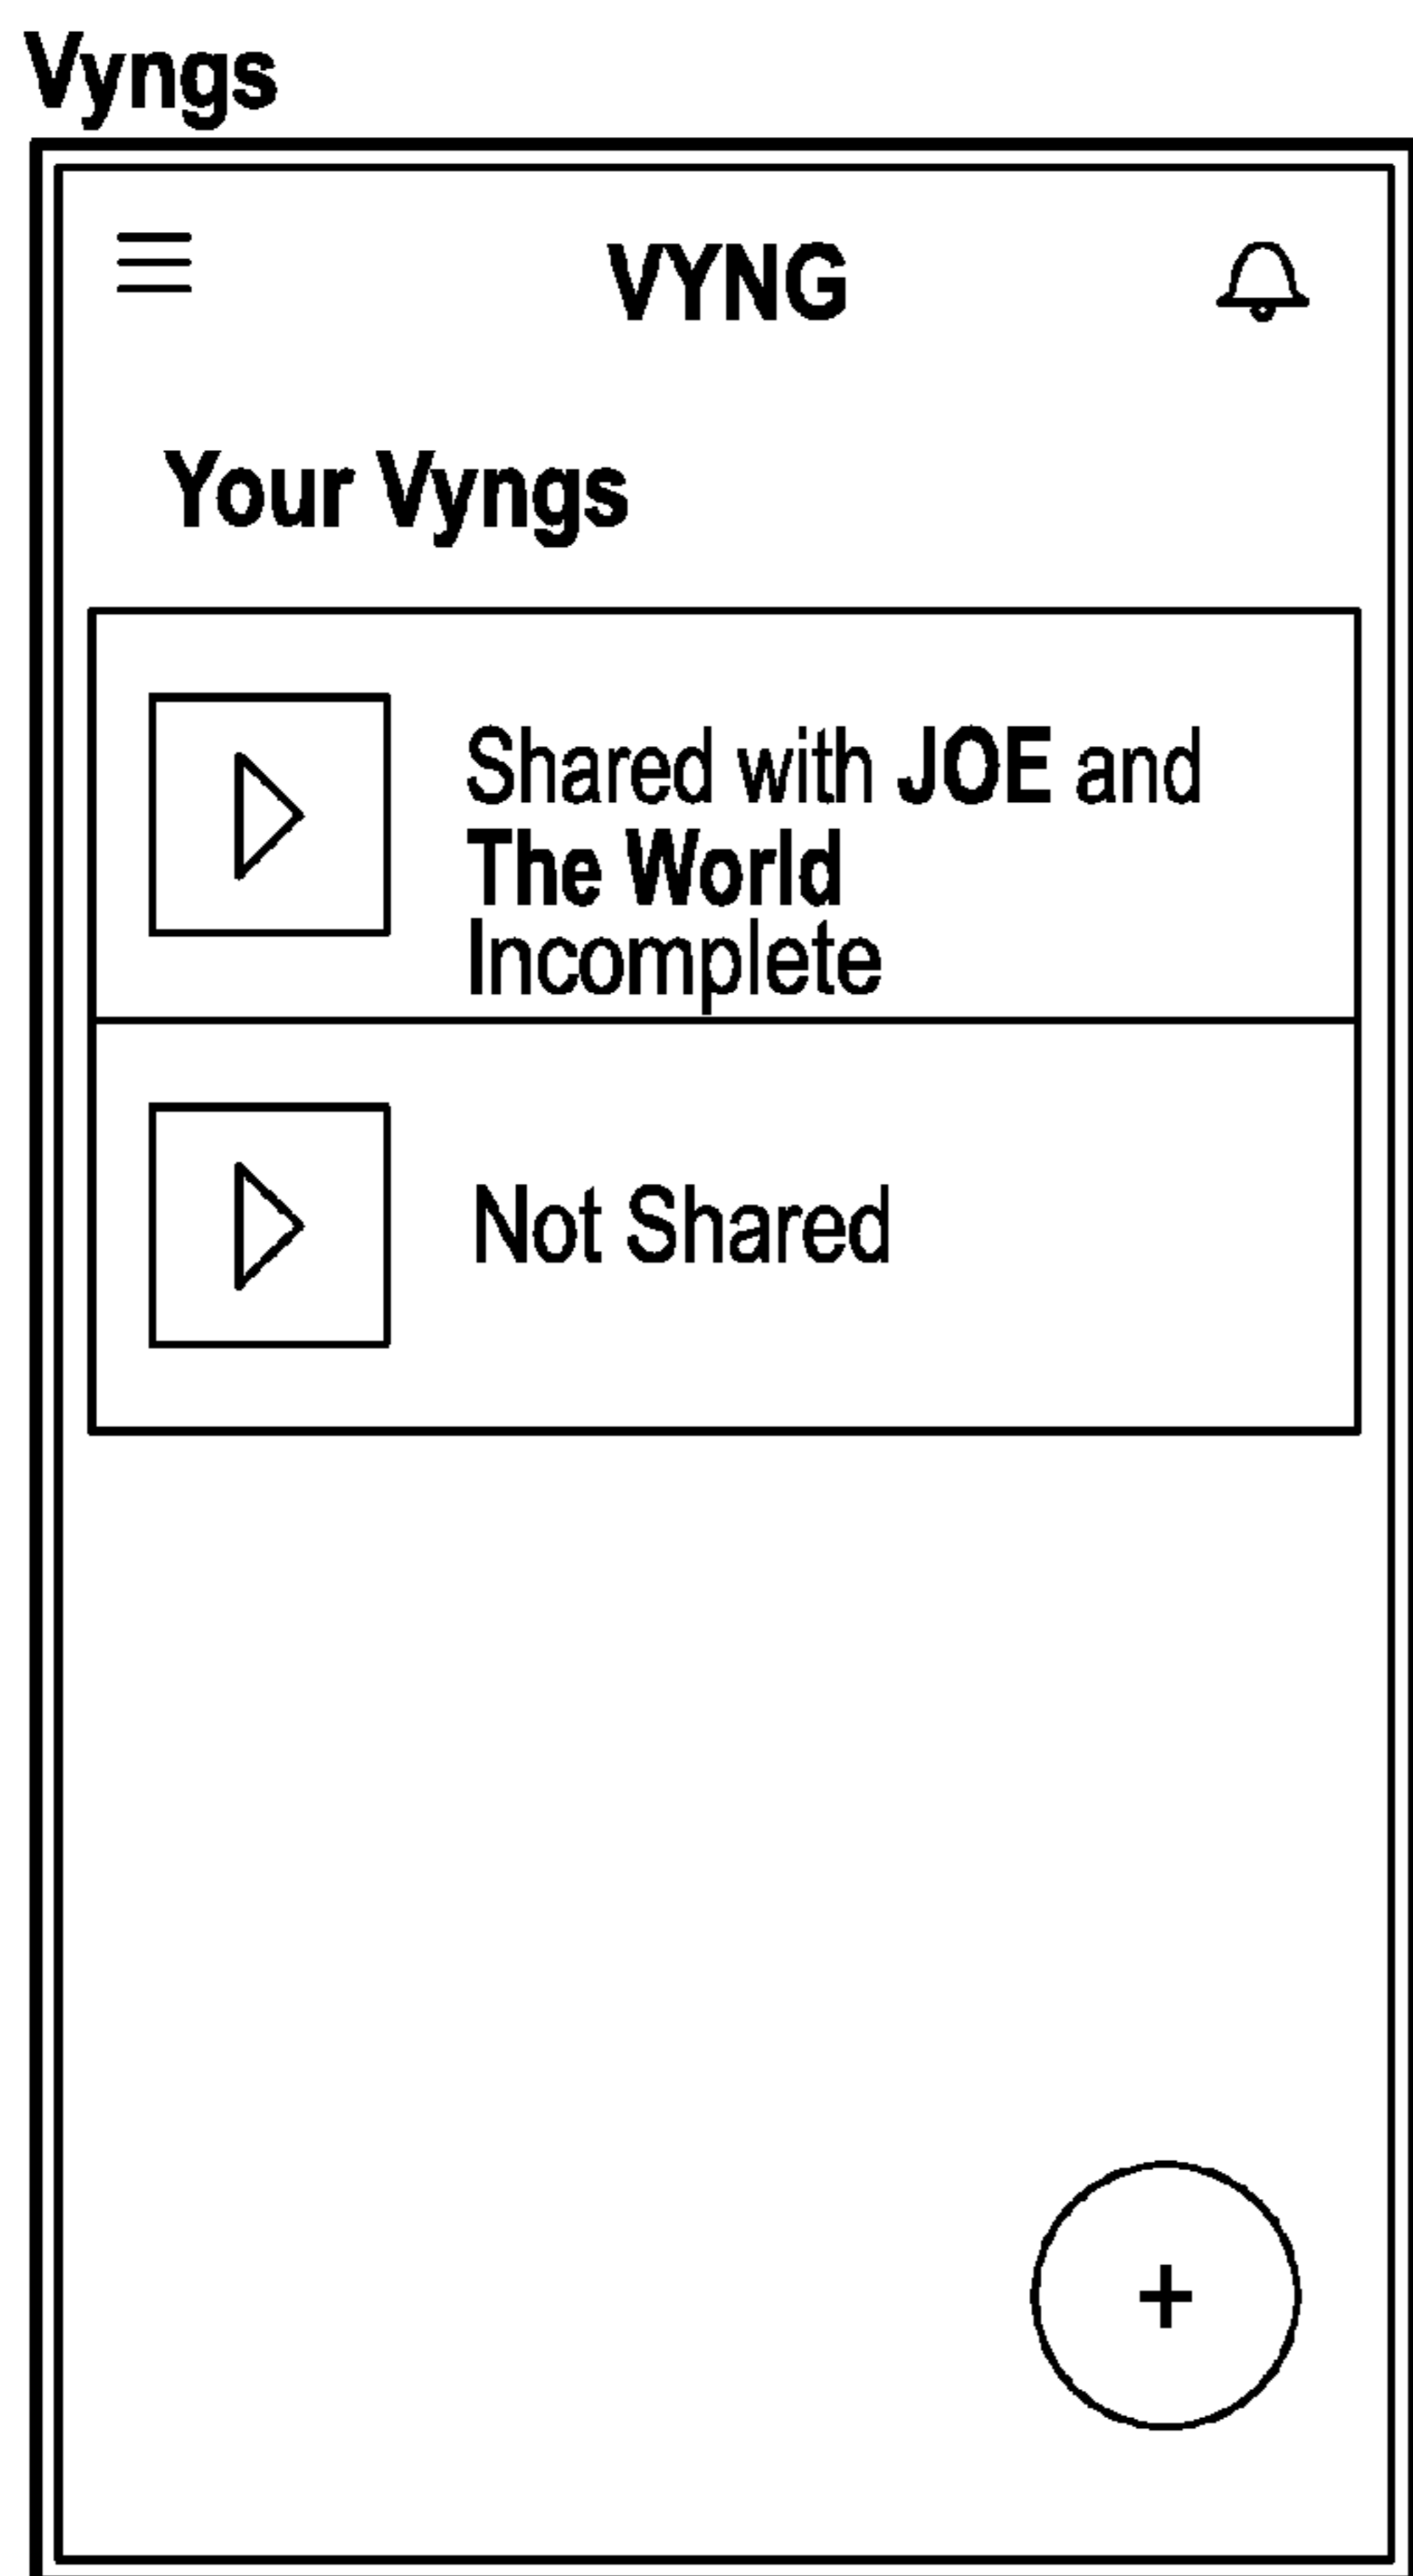 Vyngs
VYNG
Your Vyngs
Shared with JOE and
The World
Incomplete
Not Shared
+